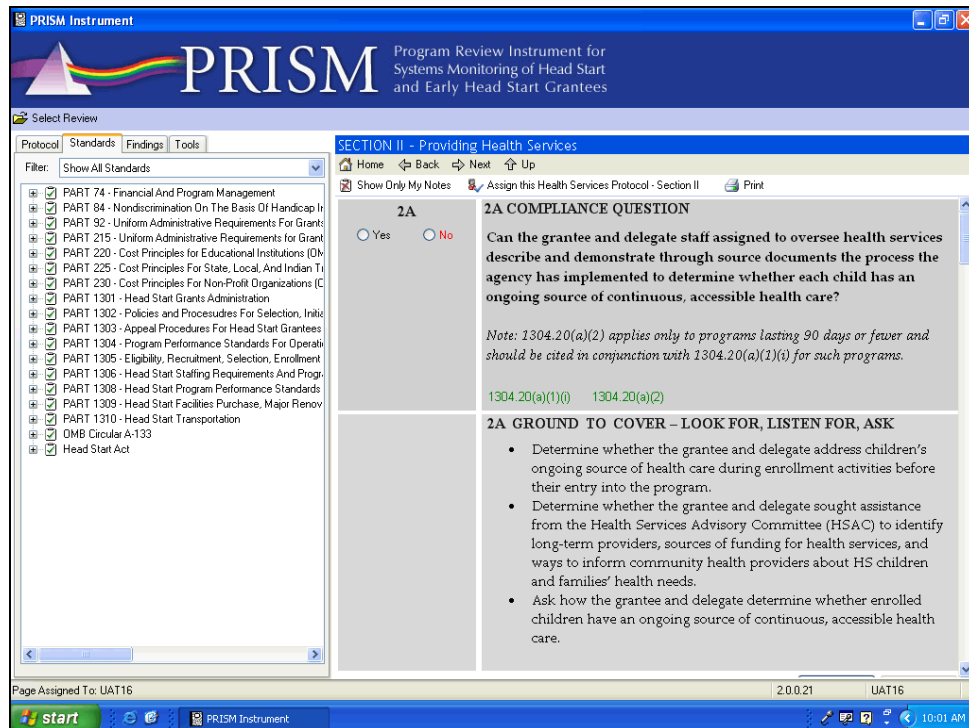 PRISM Instrument
PRISM
Program Review Instrument for
Systems Monitoring of Head Start
and Early Head Start Grantees
Select Review
Protocol Standards Findings Tools
Filter: Show All Standards
PART 74 - Financial And Program Management
PART 84 - Nondiscrimination On The Basis Of Handicap In
PART 92 - Uniform Administrative Requirements For Grants
PART 215 - Uniform Administrative Requirements for Grant
PART 220 - Cost Principles for Educational Institutions (OM
PART 225 - Cost Principles For State, Local, And Indian Tr
PART 230 - Cost Principles For Non-Profit Organizations (O
PART 1301 - Head Start Grants Administration
PART 1302 - Policies and Procesudres For Selection, Initia
PART 1303 - Appeal Procedures For Head Start Grantees
PART 1304 - Program Performance Standards For Operati
PART 1305 - Eligibility, Recruitment, Selection, Enrollment
PART 1306 - Head Start Staffing Requirements And Progr
PART 1308 - Head Start Program Performance Standards
PART 1309 - Head Start Facilities Purchase, Major Renov
PART 1310 - Head Start Transportation
OMB Circular A-133
Head Start Act
SECTION II - Providing Health Services
Home Back Next Up
Show Only My Notes Assign this Health Services Protocol - Section II Print
2A
Yes No
2A COMPLIANCE QUESTION
Can the grantee and delegate staff assigned to oversee health services
describe and demonstrate through source documents the process the
agency has implemented to determine whether each child has an
ongoing source of continuous, accessible health care?
Note: 1304.20(a)(2) applies only to programs lasting 90 days or fewer and
should be cited in conjunction with 1304.20(a)(1)(i) for such programs.
1304.20(a)(1)(i) 1304.20(a)(2)
2A GROUND TO COVER – LOOK FOR, LISTEN FOR, ASK
• Determine whether the grantee and delegate address children's
ongoing source of health care during enrollment activities before
their entry into the program.
• Determine whether the grantee and delegate sought assistance
from the Health Services Advisory Committee (HSAC) to identify
long-term providers, sources of funding for health services, and
ways to inform community health providers about HS children
and families' health needs.
• Ask how the grantee and delegate determine whether enrolled
children have an ongoing source of continuous, accessible health
care.
Page Assigned To: UAT16
2.0.0.21
UAT16
start
PRISM Instrument
10:01 AM